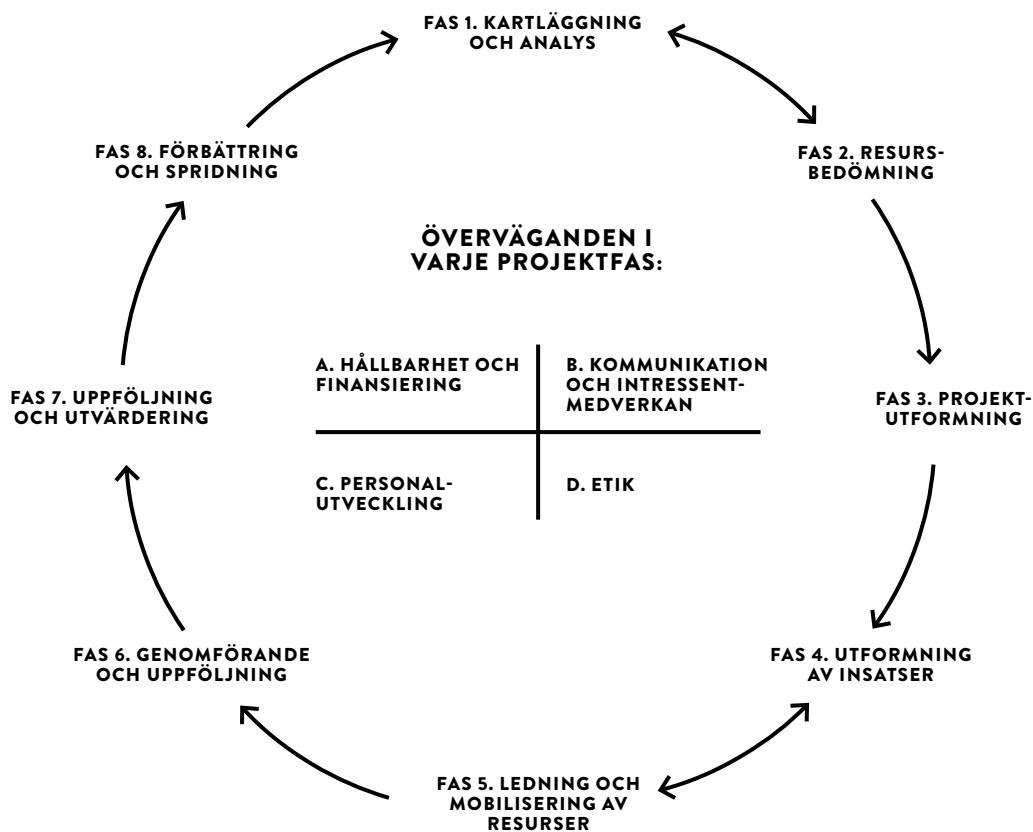 FAS 1. KARTLÄGGNING
OCH ANALYS
FAS 2. RESURS-
BEDÖMNING
FAS 3. PROJEKT-
UTFORMNING
FAS 4. UTFORMNING
AV INSATSER
FAS 5. LEDNING OCH
MOBILISERING AV
RESURSER
FAS 6. GENOMFÖRANDE
OCH UPPFÖLJNING
FAS 7. UPPFÖLJNING
OCH UTVÄRDERING
FAS 8. FÖRBÄTTRING
OCH SPRIDNING
ÖVERVÄGANDEN I
VARJE PROJEKTFAS:
A. HÅLLBARHET OCH
FINANSIERING
B. KOMMUNIKATION
OCH INTRESSENT-
MEDVERKAN
C. PERSONAL-
UTVECKLING
D. ETIK